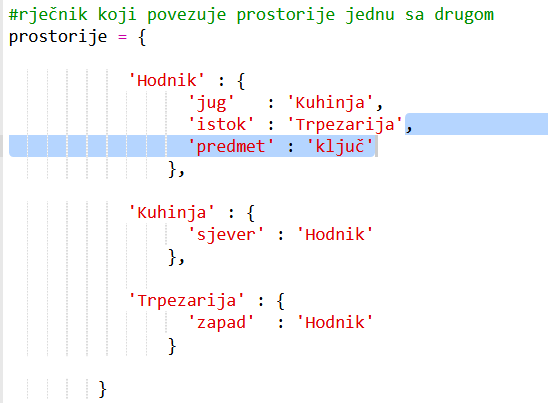 #rječnik koji povezuje prostorije jednu sa drugom
prostorije = {
'Hodnik' : {
'jug'   : 'Kuhinja',
'istok' : 'Trpezarija',
'predmet' : 'ključ'
},
'Kuhinja' : {
'sjever' : 'Hodnik'
},
'Trpezarija' : {
'zapad'  : 'Hodnik'
}
}